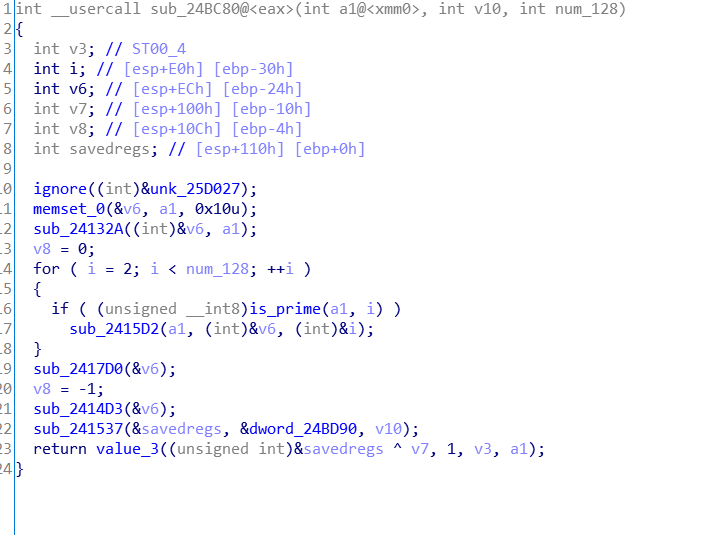 1 int __usercall sub_24BC80@<eax>(int a1@<xmm0>, int v10, int num_128)
2 {
3   int v3; // ST00_4
4   int i; // [esp+E0h] [ebp-30h]
5   int v6; // [esp+ECh] [ebp-24h]
6   int v7; // [esp+100h] [ebp-10h]
7   int v8; // [esp+10Ch] [ebp-4h]
8   int savedregs; // [esp+110h] [ebp+0h]
9
10   ignore((int)&unk_25D027);
11   memset_0(&v6, a1, 0x10u);
12   sub_24132A((int)&v6, a1);
13   v8 = 0;
14   for ( i = 2; i < num_128; ++i )
15   {
16     if ( (unsigned __int8)is_prime(a1, i) )
17       sub_2415D2(a1, (int)&v6, (int)&i);
18   }
19   sub_2417D0(&v6);
20   v8 = -1;
21   sub_2414D3(&v6);
22   sub_241537(&savedregs, &dword_24BD90, v10);
23   return value_3((unsigned int)&savedregs ^ v7, 1, v3, a1);
24 }